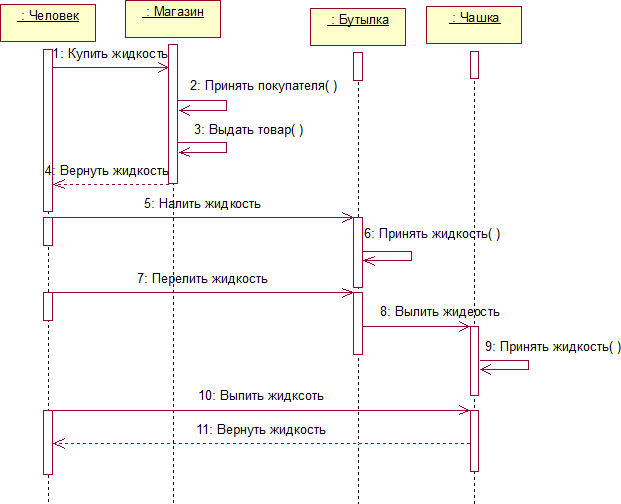 : Человек
: Магазин
: Бутылка
: Чашка
1: Купить жидкость
2: Принять покупателя( )
3: Выдать товар( )
4: Вернуть жидкость
5: Налить жидкость
6: Принять жидкость( )
7: Перелить жидкость
8: Вылить жидеость
9: Принять жидкость( )
10: Выпить жидксоть
11: Вернуть жидкость